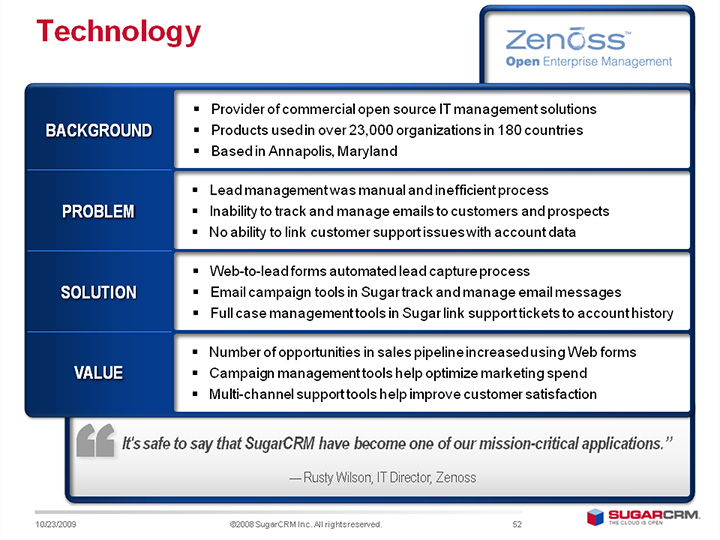 Technology
Zenoss™
Open Enterprise Management
BACKGROUND
▪ Provider of commercial open source IT management solutions
▪ Products used in over 23,000 organizations in 180 countries
▪ Based in Annapolis, Maryland
PROBLEM
▪ Lead management was manual and inefficient process
▪ Inability to track and manage emails to customers and prospects
▪ No ability to link customer support issues with account data
SOLUTION
▪ Web-to-lead forms automated lead capture process
▪ Email campaign tools in Sugar track and manage email messages
▪ Full case management tools in Sugar link support tickets to account history
VALUE
▪ Number of opportunities in sales pipeline increased using Web forms
▪ Campaign management tools help optimize marketing spend
▪ Multi-channel support tools help improve customer satisfaction
“It's safe to say that SugarCRM have become one of our mission-critical applications.”
— Rusty Wilson, IT Director, Zenoss
10/23/2009 ©2008 SugarCRM Inc. All rights reserved. 52
SUGARCRM.
THE CLOUD IS OPEN